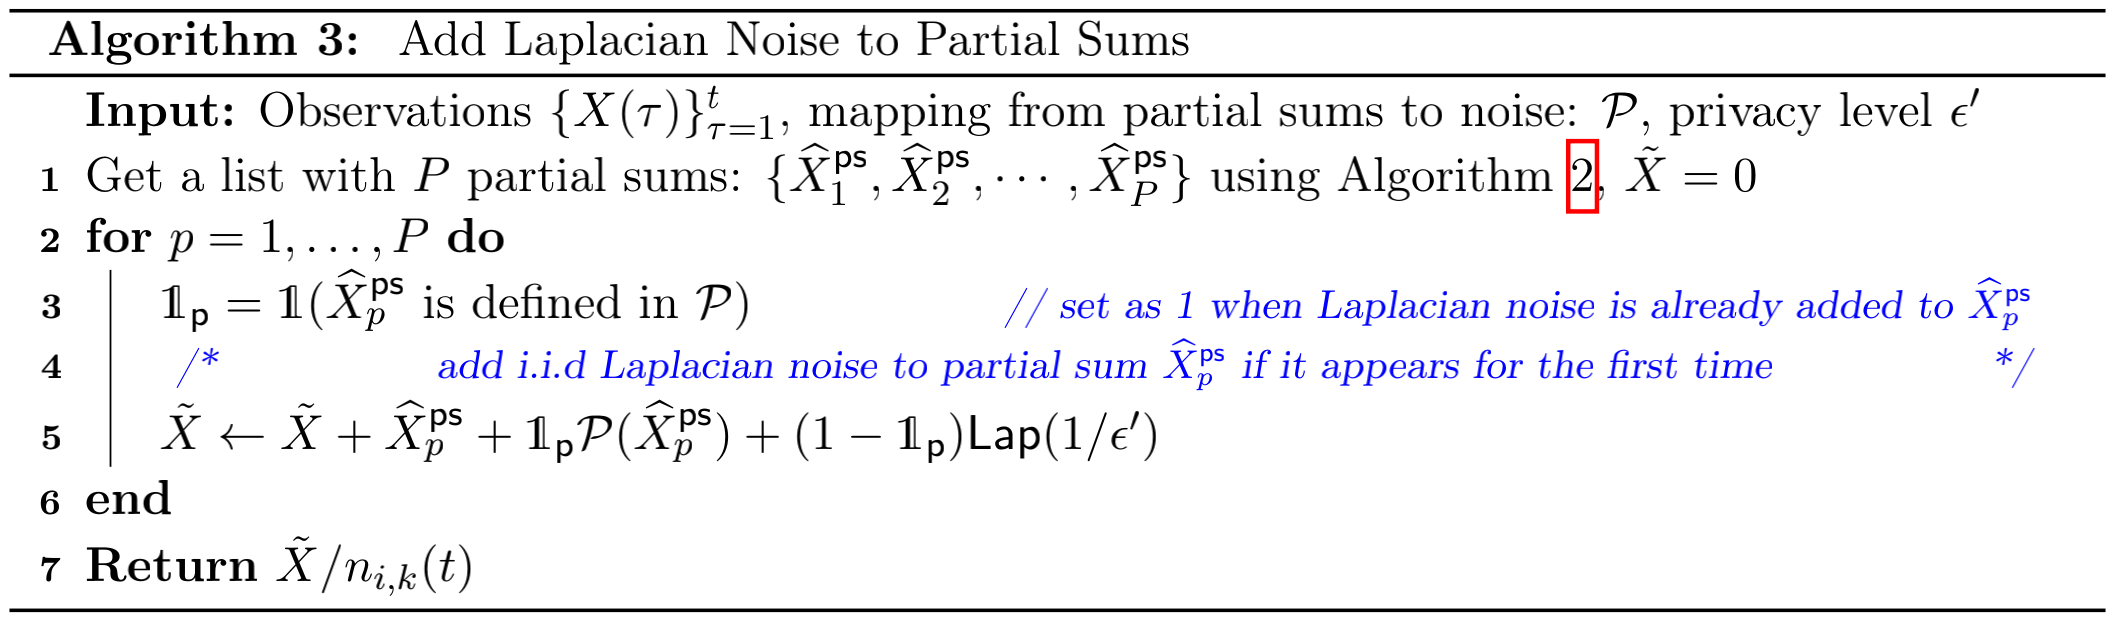 Algorithm 3: Add Laplacian Noise to Partial Sums
Input: Observations $\{X(\tau)\}_{\tau=1}^{t}$, mapping from partial sums to noise: $\mathcal{P}$, privacy level $\epsilon'$
1 Get a list with $P$ partial sums: $\{\widehat{X}_1^{\mathsf{ps}}, \widehat{X}_2^{\mathsf{ps}}, \cdots, \widehat{X}_P^{\mathsf{ps}}\}$ using Algorithm 2, $\tilde{X} = 0$
2 for $p = 1, \ldots, P$ do
3 $\mathbb{1}_{\mathsf{p}} = \mathbb{1}(\widehat{X}_p^{\mathsf{ps}}$ is defined in $\mathcal{P})$ // set as 1 when Laplacian noise is already added to $\widehat{X}_p^{\mathsf{ps}}$
4 /* add i.i.d Laplacian noise to partial sum $\widehat{X}_p^{\mathsf{ps}}$ if it appears for the first time */
5 $\tilde{X} \leftarrow \tilde{X} + \widehat{X}_p^{\mathsf{ps}} + \mathbb{1}_{\mathsf{p}}\mathcal{P}(\widehat{X}_p^{\mathsf{ps}}) + (1 - \mathbb{1}_{\mathsf{p}})\mathsf{Lap}(1/\epsilon')$
6 end
7 Return $\tilde{X}/n_{i,k}(t)$